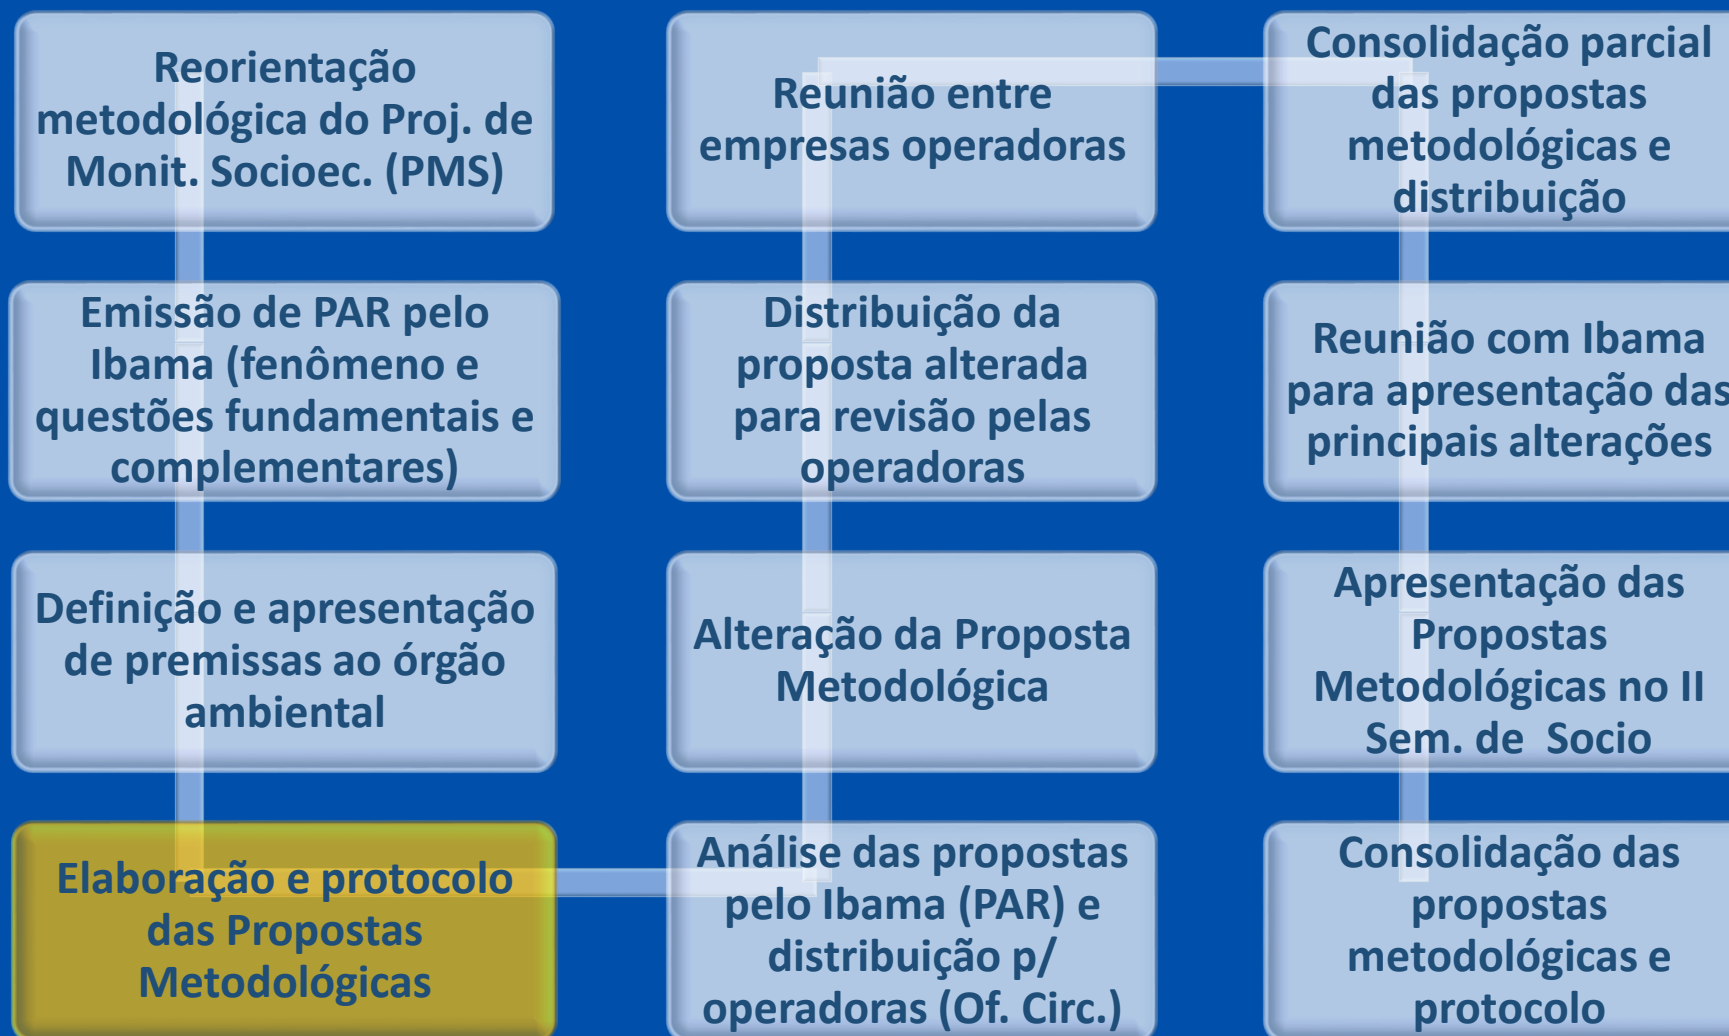 Reorientação
metodológica do Proj. de
Monit. Socioec. (PMS)
Emissão de PAR pelo
Ibama (fenômeno e
questões fundamentais e
complementares)
Definição e apresentação
de premissas ao órgão
ambiental
Elaboração e protocolo
das Propostas
Metodológicas
Análise das propostas
pelo Ibama (PAR) e
distribuição p/
operadoras (Of. Circ.)
Alteração da Proposta
Metodológica
Distribuição da
proposta alterada
para revisão pelas
operadoras
Reunião entre
empresas operadoras
Consolidação parcial
das propostas
metodológicas e
distribuição
Reunião com Ibama
para apresentação das
principais alterações
Apresentação das
Propostas
Metodológicas no II
Sem. de Socio
Consolidação das
propostas
metodológicas e
protocolo